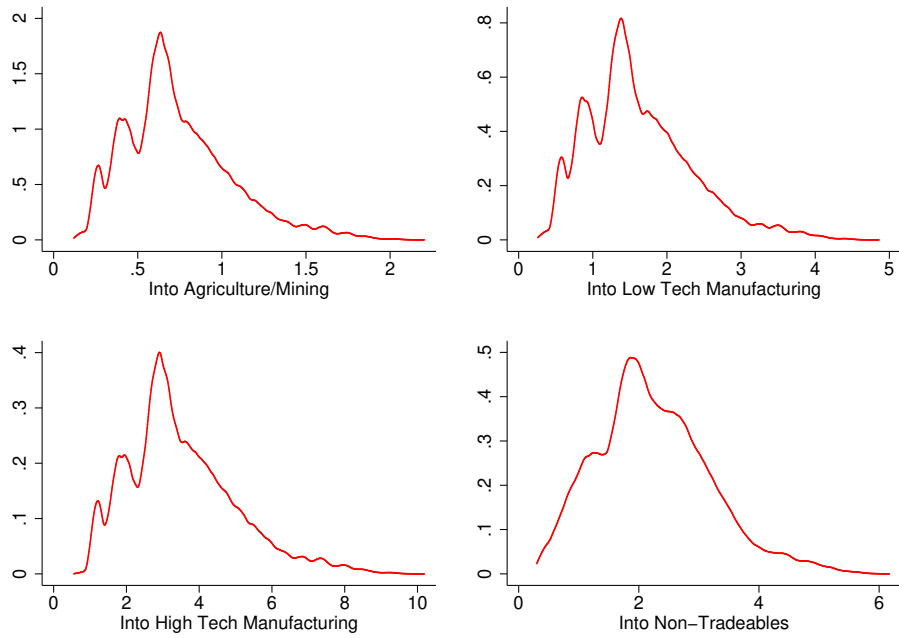 2
1.5
1
.5
0
0 .5 1 1.5 2
Into Agriculture/Mining
.8
.6
.4
.2
0
0 1 2 3 4 5
Into Low Tech Manufacturing
.4
.3
.2
.1
0
0 2 4 6 8 10
Into High Tech Manufacturing
.5
.4
.3
.2
.1
0
0 2 4 6
Into Non−Tradeables